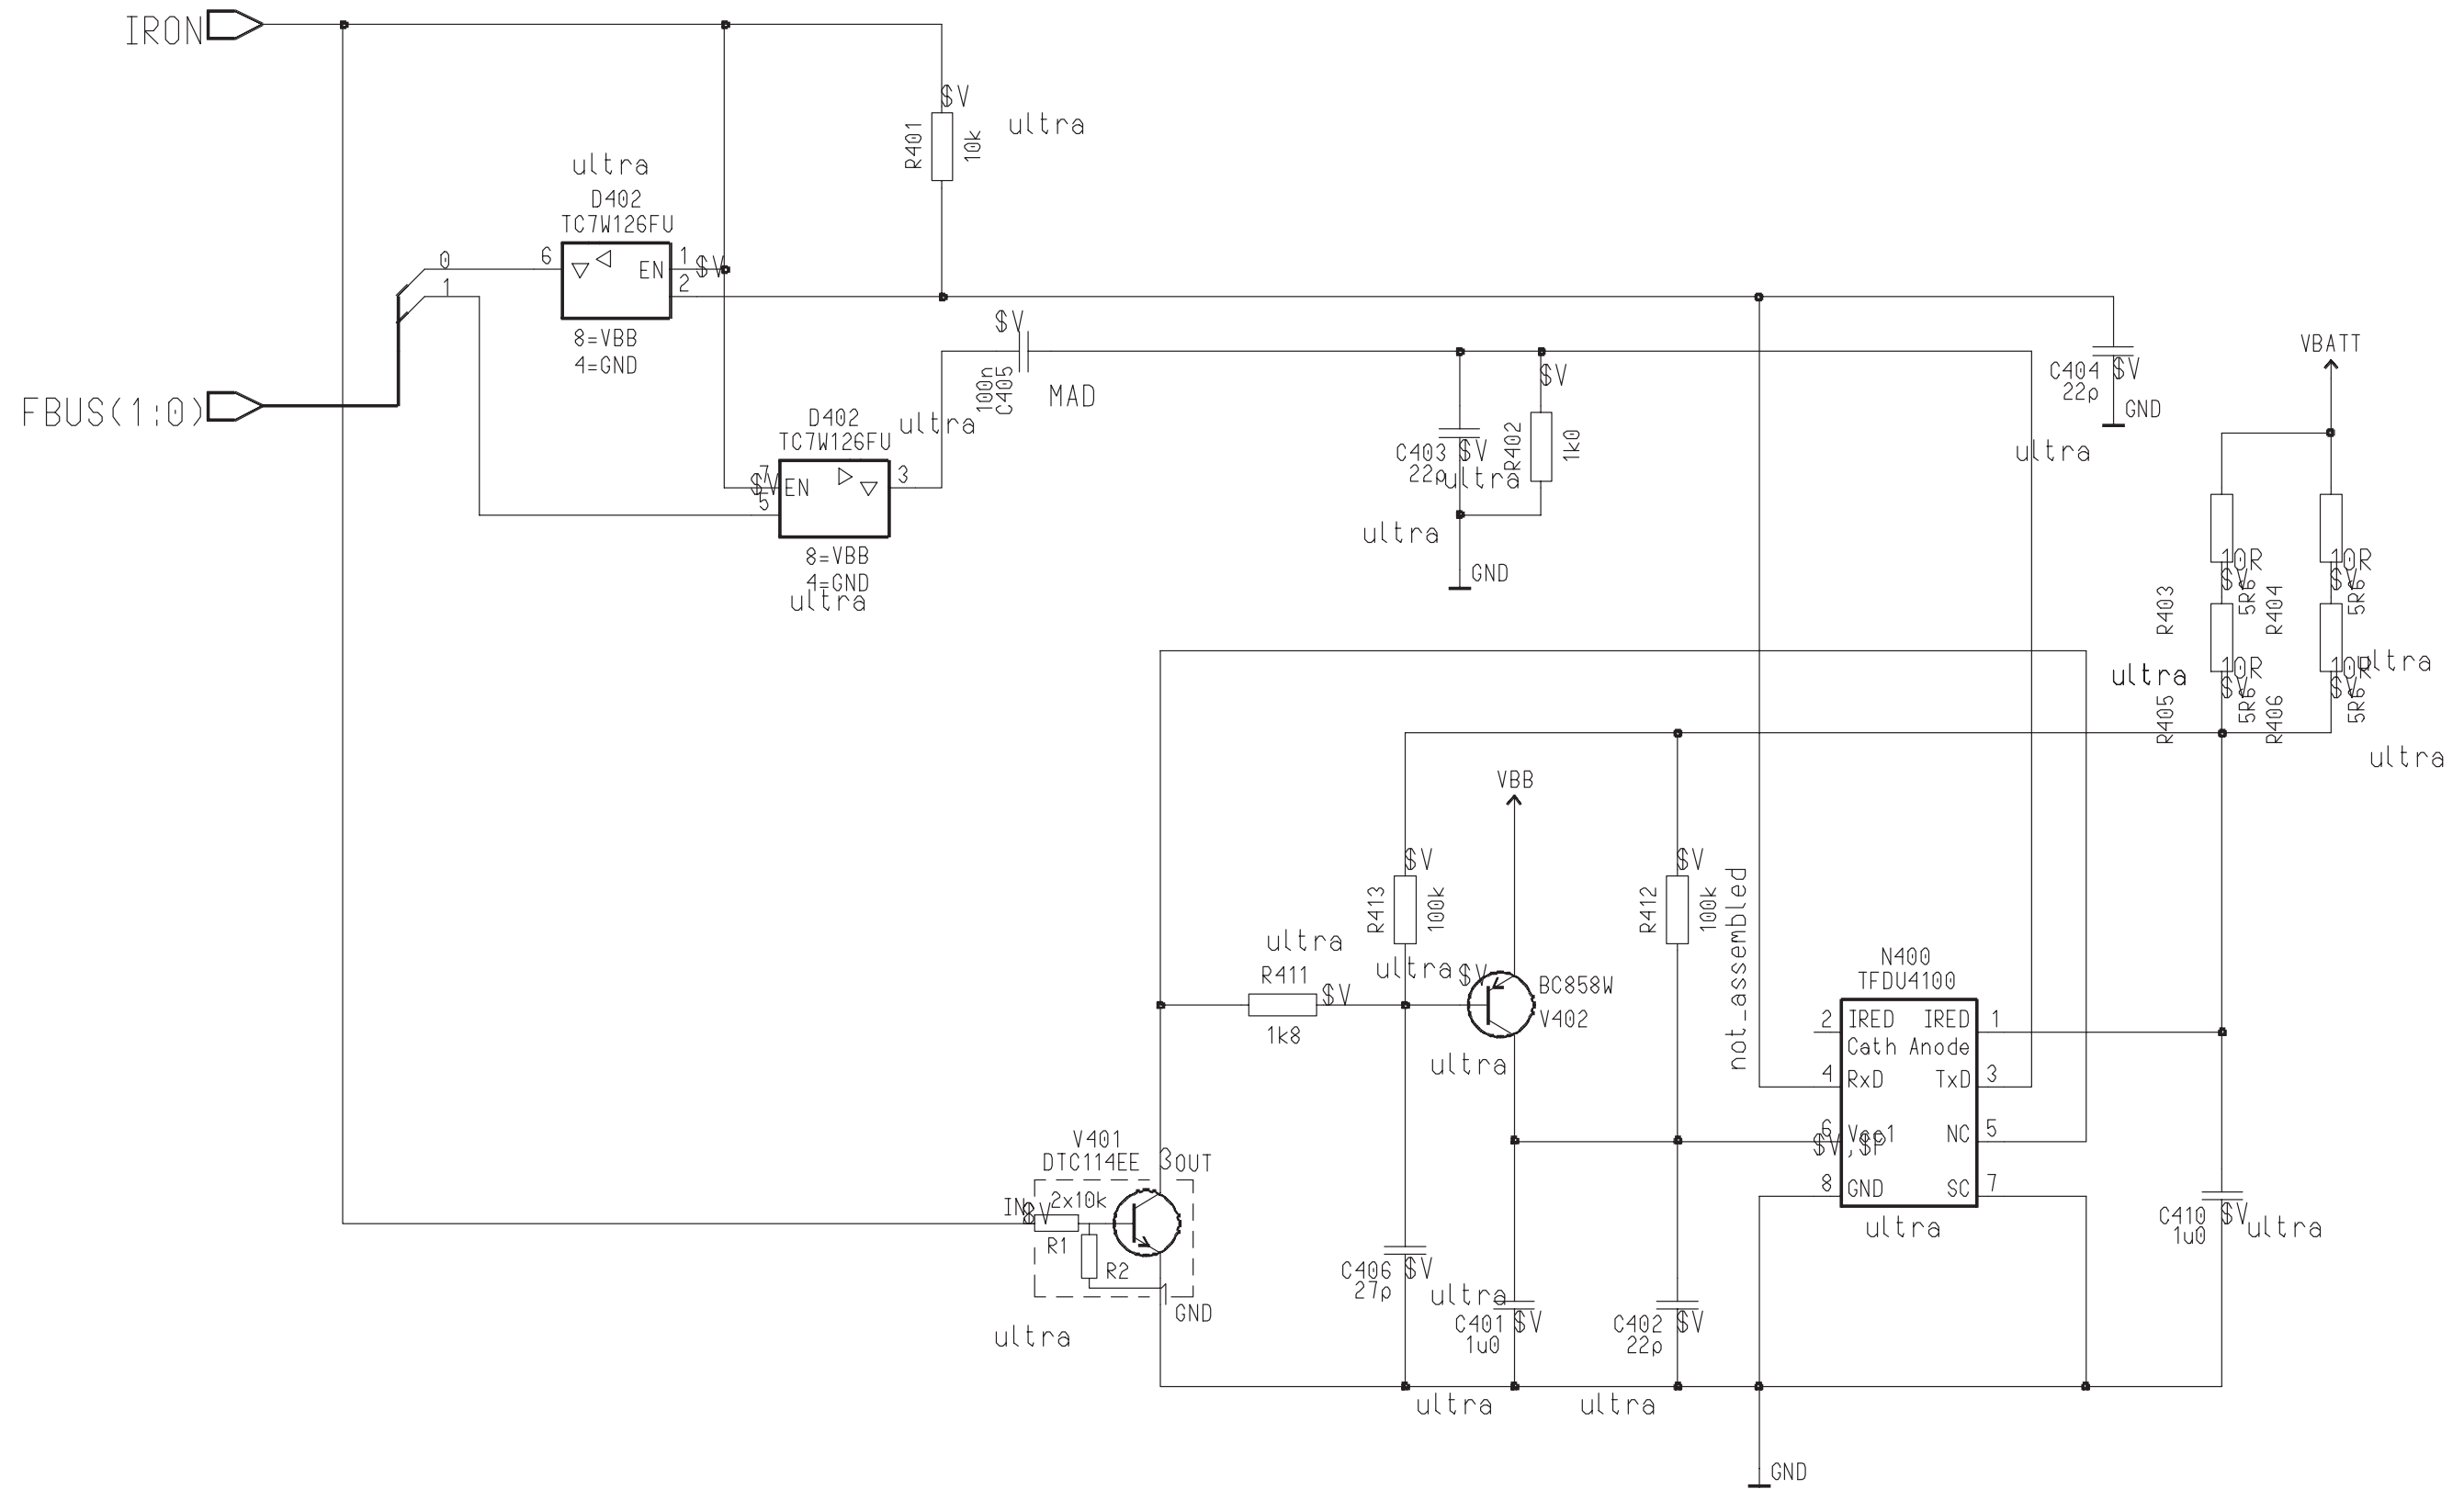 IRON
$V
ultra
R401
10k
ultra
D402
TC7W126FU
0
6
EN
1
$V
1
2
8=VBB
4=GND
$V
100n
C405
MAD
VBATT
C404
$V
22p
GND
ultra
FBUS(1:0)
D402
TC7W126FU
ultra
7
$V
5
EN
3
8=VBB
4=GND
ultra
$V
C403
$V
22p
ultra
R402
1k0
ultra
GND
10R
$V
5R6
R403
10R
$V
5R6
R404
ultra
10R
$V
5R6
R405
10R
$V
5R6
R406
ultra
ultra
VBB
$V
R413
100k
$V
R412
100k
not_assembled
ultra
R411
$V
1k8
ultra
$V
BC858W
V402
ultra
N400
TFDU4100
2
IRED
IRED
1
Cath
Anode
4
RxD
TxD
3
6
Vcc1
$V,$P
NC
5
8
GND
SC
7
ultra
C410
$V
1u0
ultra
V401
DTC114EE
3
OUT
IN
$V
2x10k
R1
R2
GND
ultra
C406
$V
27p
ultra
C401
$V
1u0
C402
$V
22p
ultra
ultra
GND